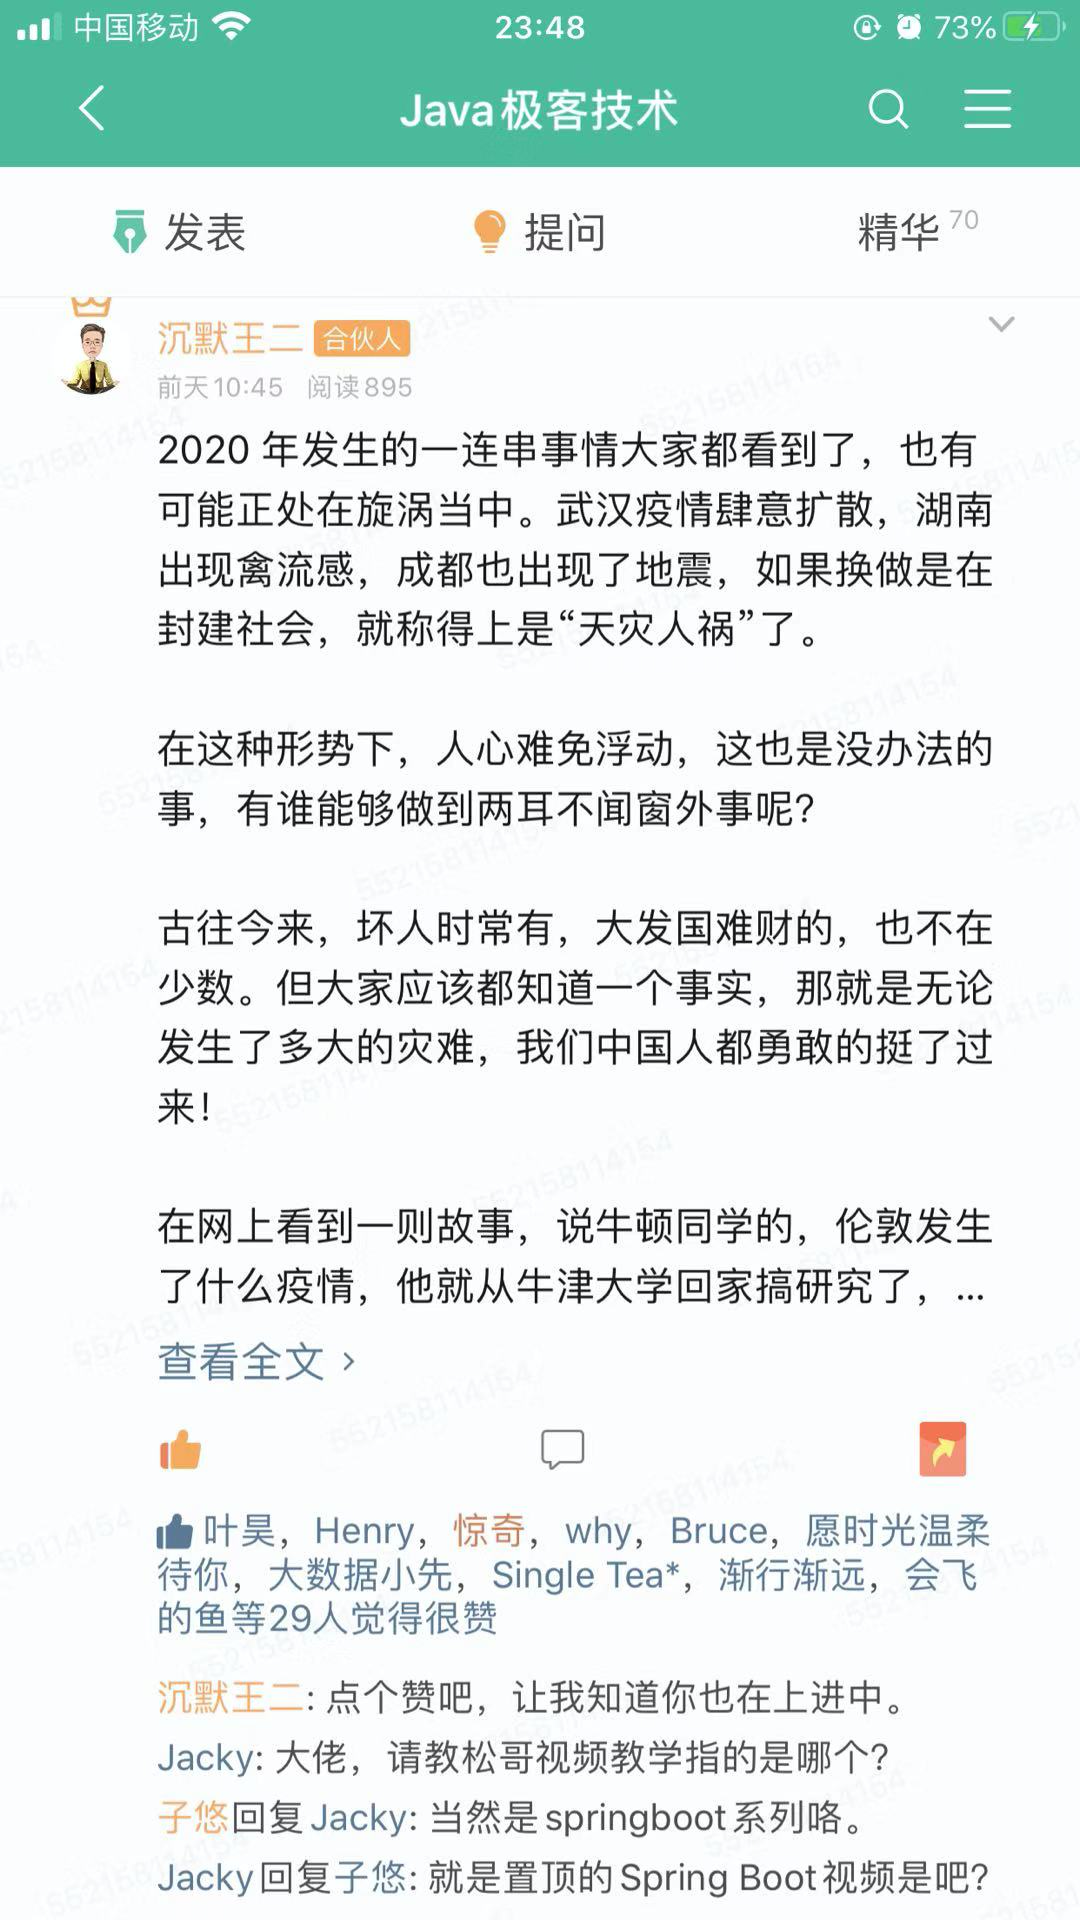 中国移动 23:48 73%
Java极客技术
发表 提问 精华 70
沉默王二 合伙人
前天10:45 阅读895
2020 年发生的一连串事情大家都看到了，也有
可能正处在旋涡当中。武汉疫情肆意扩散，湖南
出现禽流感，成都也出现了地震，如果换做是在
封建社会，就称得上是“天灾人祸”了。
在这种形势下，人心难免浮动，这也是没办法的
事，有谁能够做到两耳不闻窗外事呢？
古往今来，坏人时常有，大发国难财的，也不在
少数。但大家应该都知道一个事实，那就是无论
发生了多大的灾难，我们中国人都勇敢的挺了过
来！
在网上看到一则故事，说牛顿同学的，伦敦发生
了什么疫情，他就从牛津大学回家搞研究了，...
查看全文 >
叶昊，Henry，惊奇，why，Bruce，愿时光温柔
待你，大数据小先，Single Tea*，渐行渐远，会飞
的鱼等29人觉得很赞
沉默王二: 点个赞吧，让我知道你也在上进中。
Jacky: 大佬，请教松哥视频教学指的是哪个？
子悠回复Jacky: 当然是springboot系列咯。
Jacky回复子悠: 就是置顶的Spring Boot视频是吧？
552158114154